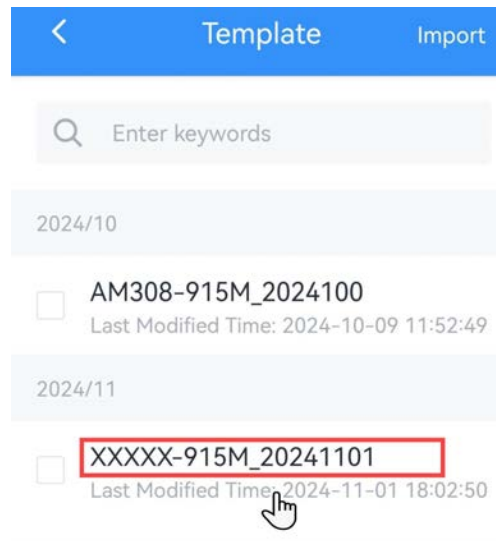 Template
Import
Enter keywords
2024/10
AM308-915M_2024100
Last Modified Time: 2024-10-09 11:52:49
2024/11
XXXXX-915M_20241101
Last Modified Time: 2024-11-01 18:02:50